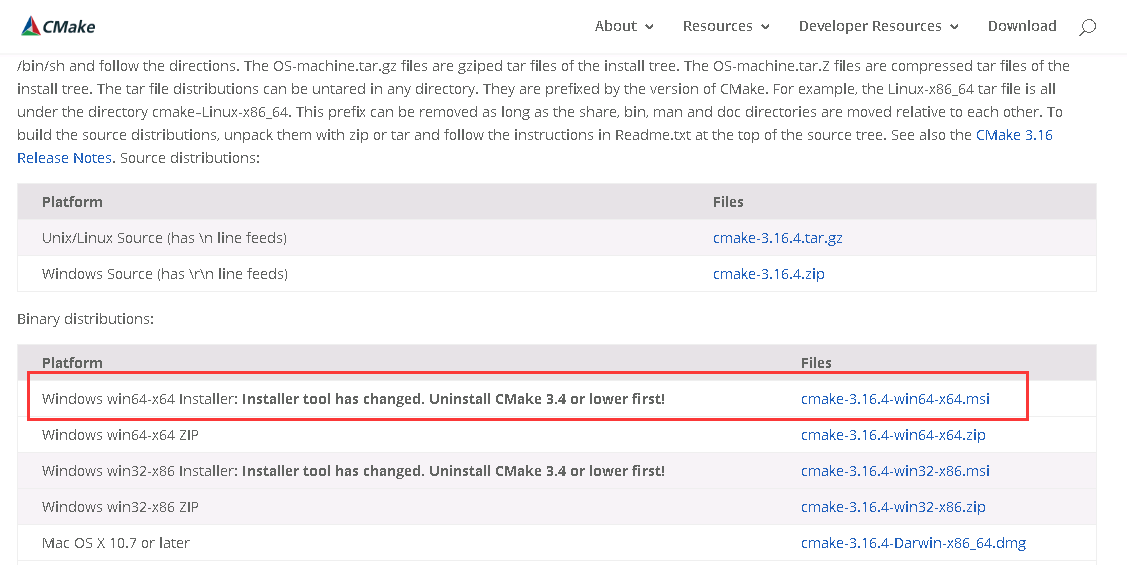 CMake
About
Resources
Developer Resources
Download
/bin/sh and follow the directions. The OS-machine.tar.gz files are gziped tar files of the install tree. The OS-machine.tar.Z files are compressed tar files of the
install tree. The tar file distributions can be untared in any directory. They are prefixed by the version of CMake. For example, the Linux-x86_64 tar file is all
under the directory cmake–Linux-x86_64. This prefix can be removed as long as the share, bin, man and doc directories are moved relative to each other. To
build the source distributions, unpack them with zip or tar and follow the instructions in Readme.txt at the top of the source tree. See also the CMake 3.16
Release Notes. Source distributions:
Platform Files
Unix/Linux Source (has \n line feeds) cmake-3.16.4.tar.gz
Windows Source (has \r\n line feeds) cmake-3.16.4.zip
Binary distributions:
Platform Files
Windows win64-x64 Installer: Installer tool has changed. Uninstall CMake 3.4 or lower first! cmake-3.16.4-win64-x64.msi
Windows win64-x64 ZIP cmake-3.16.4-win64-x64.zip
Windows win32-x86 Installer: Installer tool has changed. Uninstall CMake 3.4 or lower first! cmake-3.16.4-win32-x86.msi
Windows win32-x86 ZIP cmake-3.16.4-win32-x86.zip
Mac OS X 10.7 or later cmake-3.16.4-Darwin-x86_64.dmg